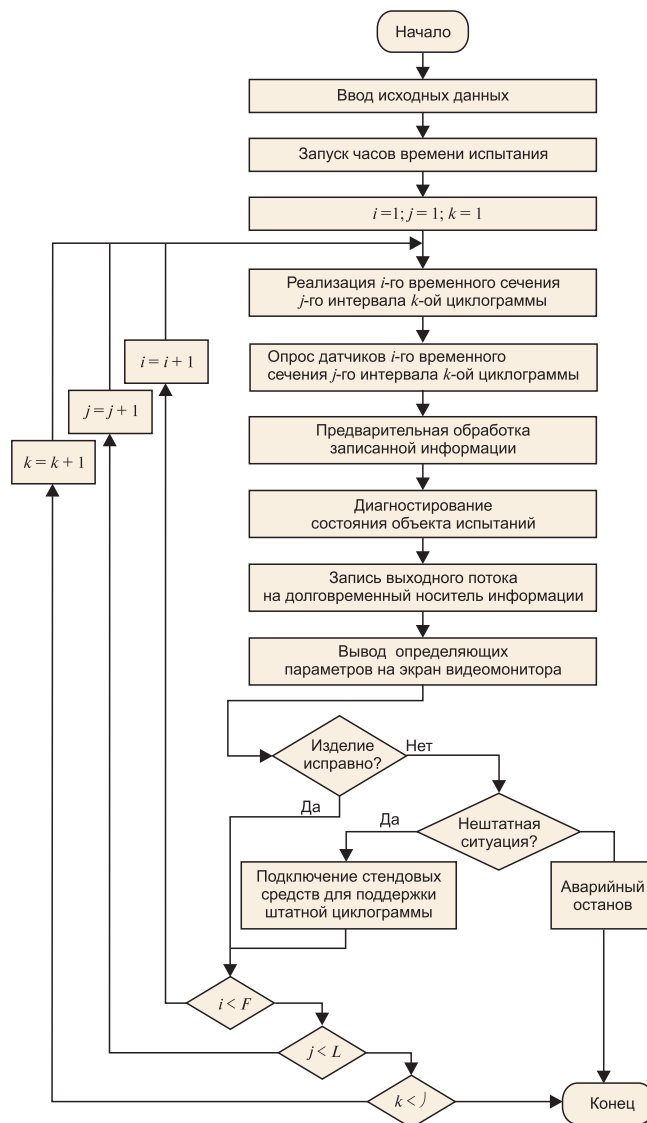 Начало
Ввод исходных данных
Запуск часов времени испытания
i =1; j = 1; k = 1
Реализация i-го временного сечения
j-го интервала k-ой циклограммы
i = i + 1
Опрос датчиков i-го временного
сечения j-го интервала k-ой циклограммы
j = j + 1
Предварительная обработка
записанной информации
k = k + 1
Диагностирование
состояния объекта испытаний
Запись выходного потока
на долговременный носитель информации
Вывод определяющих
параметров на экран видеомонитора
Изделие
исправно?
Нет
Да
Да
Нештатная
ситуация?
Подключение стендовых
средств для поддержки
штатной циклограммы
Аварийный
останов
i < F
j < L
k <
Конец